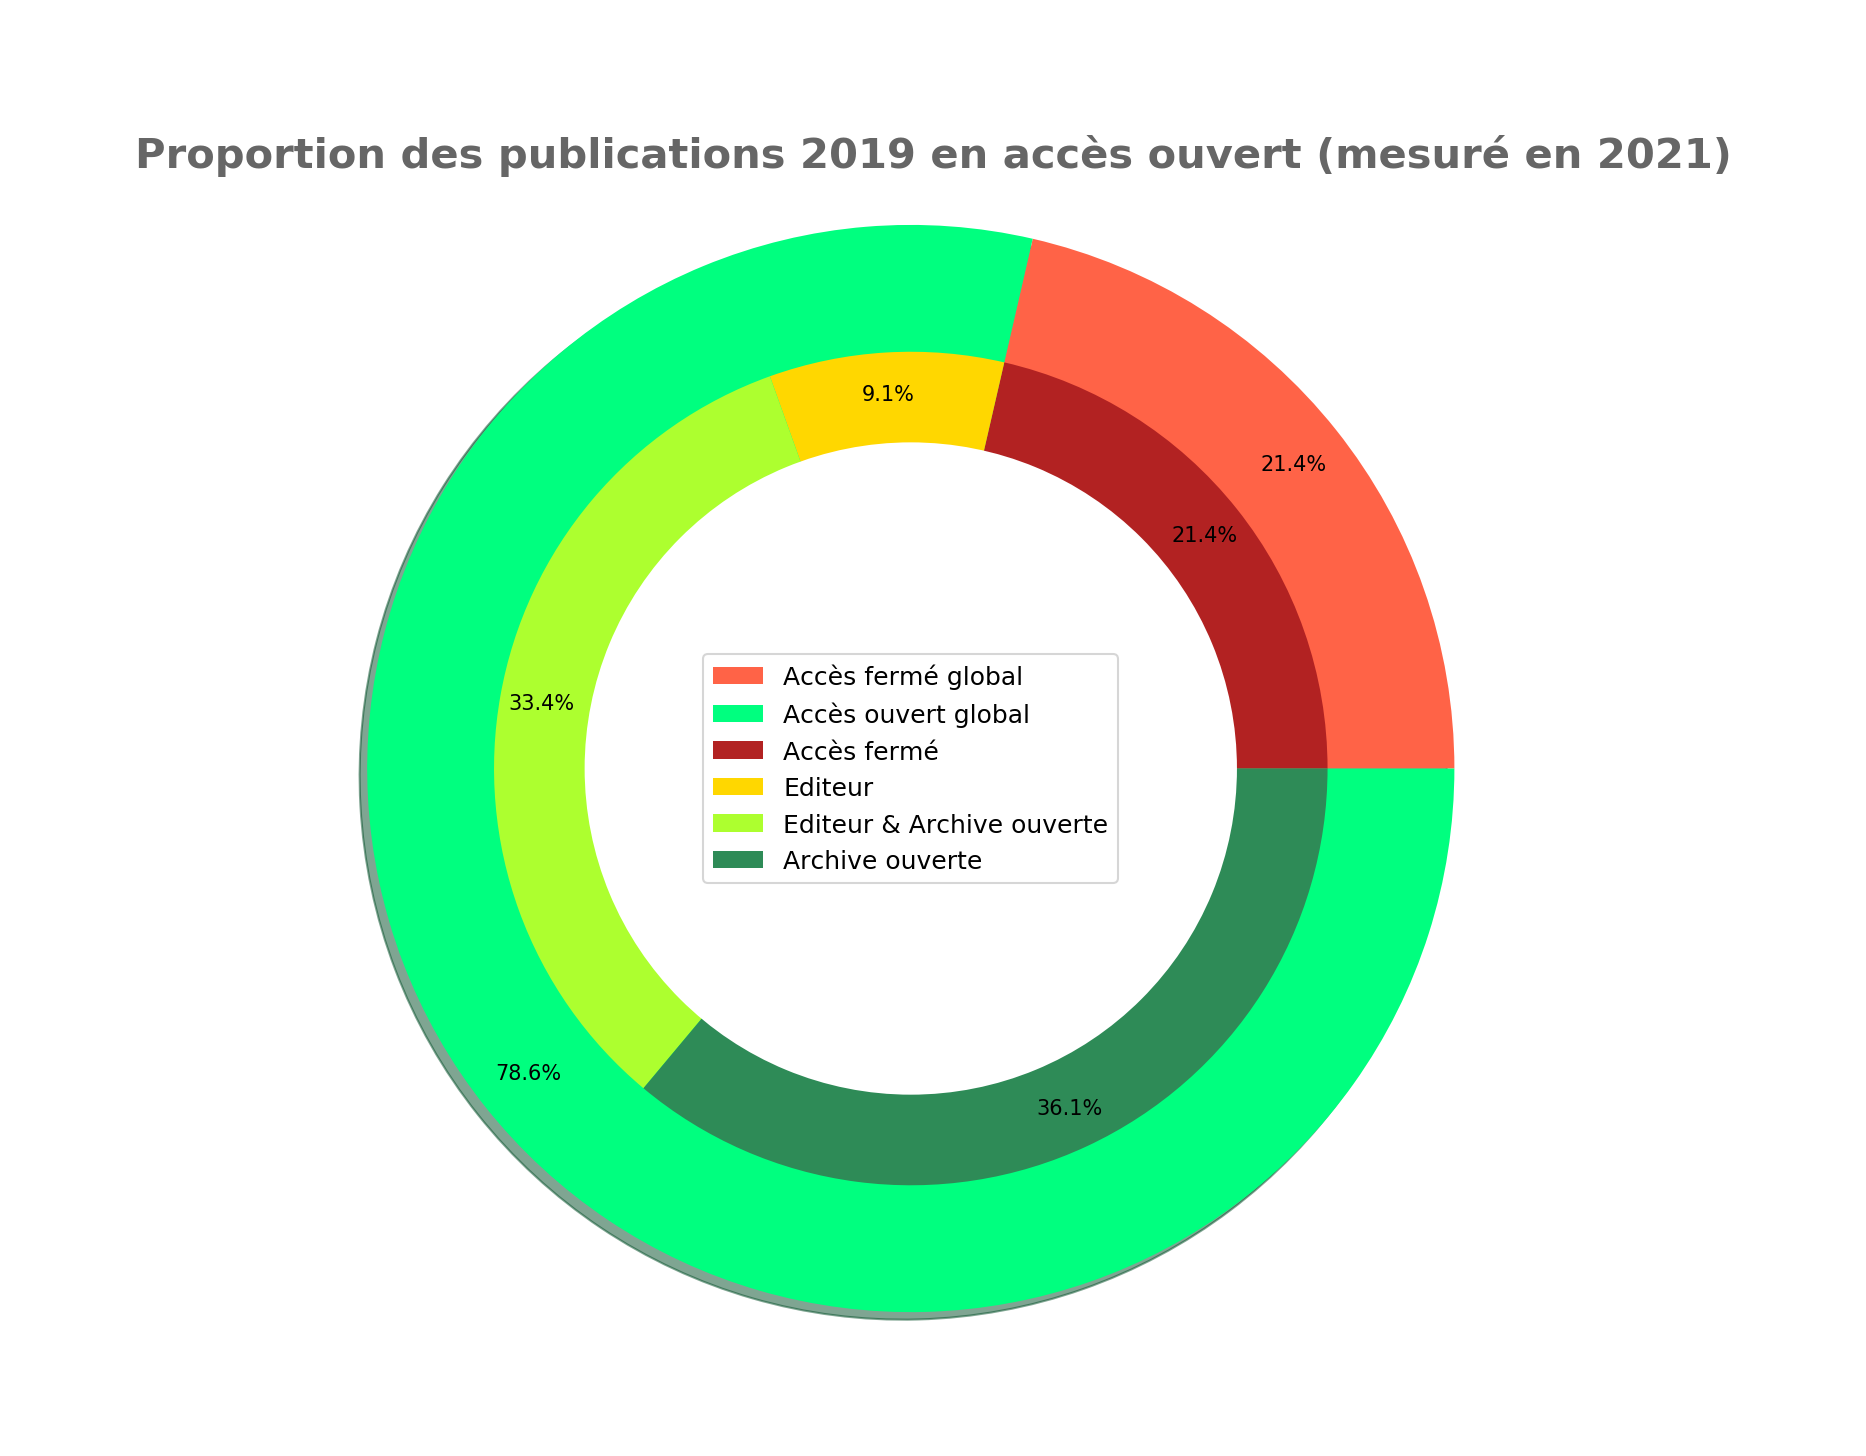 Proportion des publications 2019 en accès ouvert (mesuré en 2021)
9.1%
21.4%
21.4%
33.4%
Accès fermé global
Accès ouvert global
Accès fermé
Editeur
Editeur & Archive ouverte
Archive ouverte
78.6%
36.1%